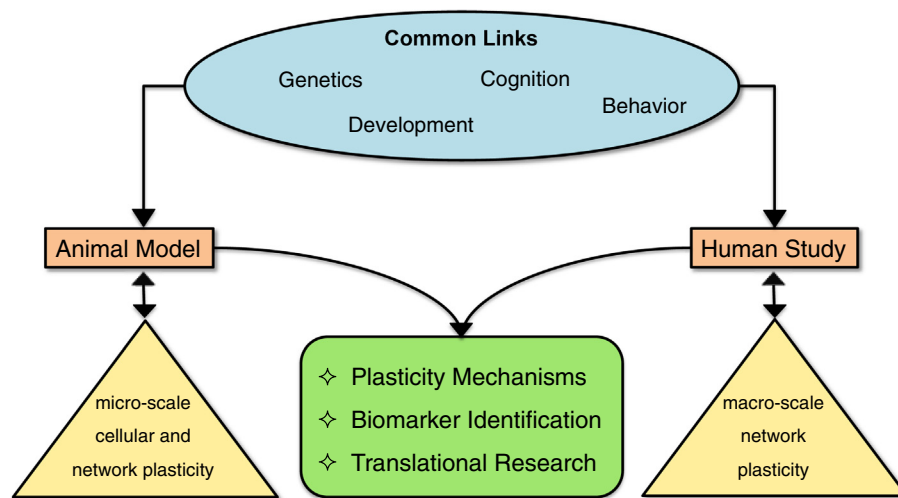 Common Links
Genetics
Cognition
Behavior
Development
Animal Model
Human Study
micro-scale
cellular and
network plasticity
✧ Plasticity Mechanisms
✧ Biomarker Identification
✧ Translational Research
macro-scale
network
plasticity